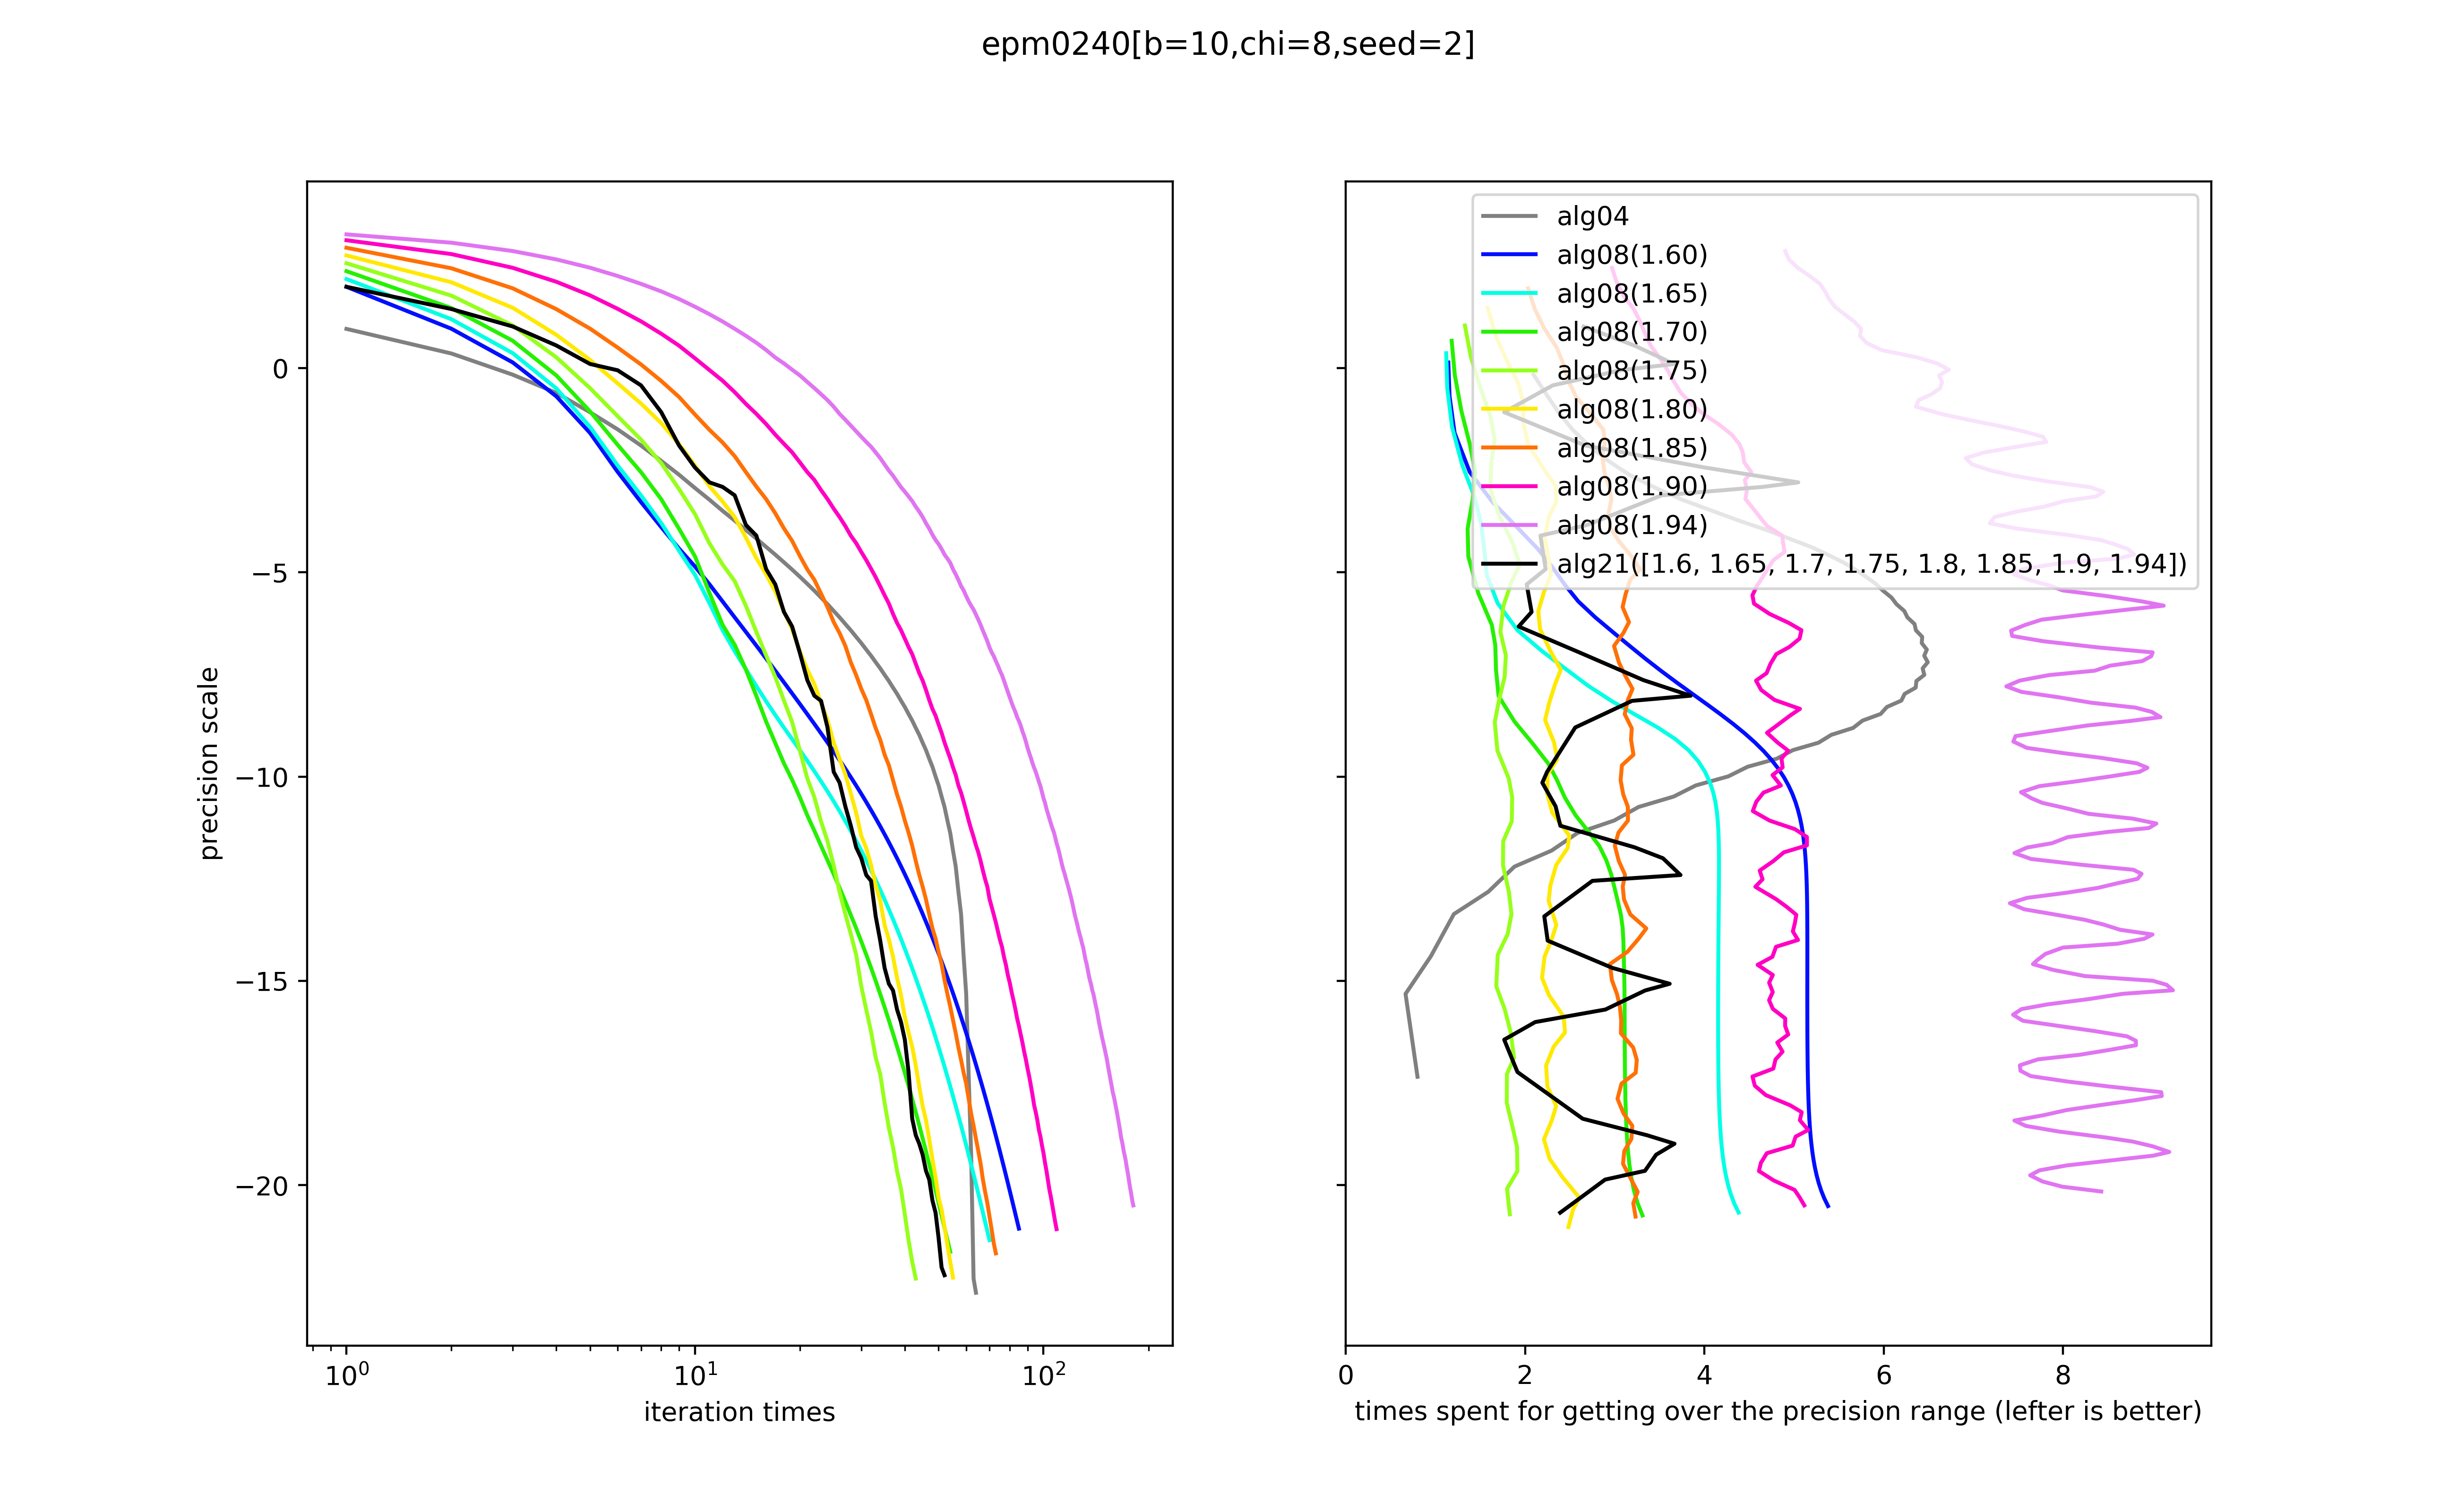 epm0240[b=10,chi=8,seed=2]
precision scale
0
−5
−10
−15
−20
10⁰
10¹
10²
iteration times
alg04
alg08(1.60)
alg08(1.65)
alg08(1.70)
alg08(1.75)
alg08(1.80)
alg08(1.85)
alg08(1.90)
alg08(1.94)
alg21([1.6, 1.65, 1.7, 1.75, 1.8, 1.85, 1.9, 1.94])
0
2
4
6
8
times spent for getting over the precision range (lefter is better)